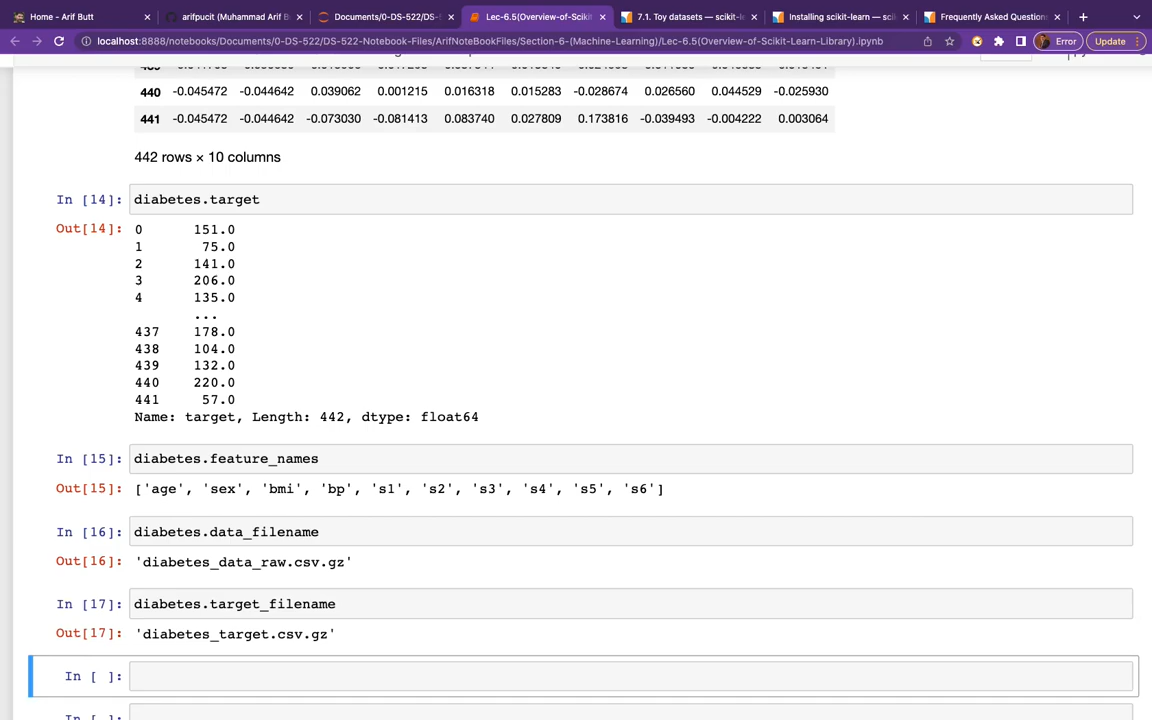 Home - Arif Butt
arifpucit (Muhammad Arif B
Documents/0-DS-522/DS-5
Lec-6.5(Overview-of-Scikit
7.1. Toy datasets — scikit-le
Installing scikit-learn — scik
Frequently Asked Questions
localhost:8888/notebooks/Documents/0-DS-522/DS-522-Notebook-Files/ArifNoteBookFiles/Section-6-(Machine-Learning)/Lec-6.5(Overview-of-Scikit-Learn-Library).ipynb
Error
Update
440 -0.045472 -0.044642 0.039062 0.001215 0.016318 0.015283 -0.028674 0.026560 0.044529 -0.025930
441 -0.045472 -0.044642 -0.073030 -0.081413 0.083740 0.027809 0.173816 -0.039493 -0.004222 0.003064
442 rows × 10 columns
In [14]: diabetes.target
Out[14]: 0 151.0
1 75.0
2 141.0
3 206.0
4 135.0
...
437 178.0
438 104.0
439 132.0
440 220.0
441 57.0
Name: target, Length: 442, dtype: float64
In [15]: diabetes.feature_names
Out[15]: ['age', 'sex', 'bmi', 'bp', 's1', 's2', 's3', 's4', 's5', 's6']
In [16]: diabetes.data_filename
Out[16]: 'diabetes_data_raw.csv.gz'
In [17]: diabetes.target_filename
Out[17]: 'diabetes_target.csv.gz'
In [ ]:
In [ ]: